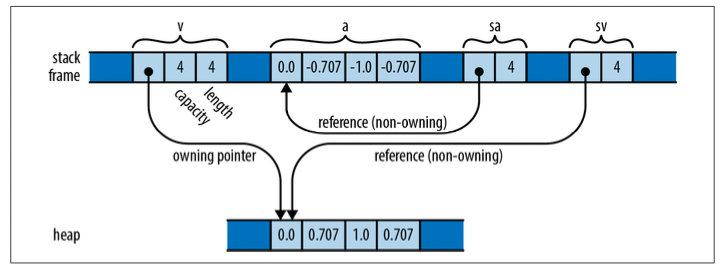 v a sa sv
stack
frame
4 4 0.0 -0.707 -1.0 -0.707 4 4
capacity
length
reference (non-owning)
owning pointer reference (non-owning)
heap 0.0 0.707 1.0 0.707